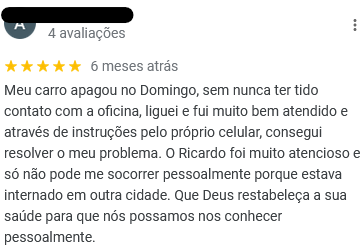 A
4 avaliações
6 meses atrás
Meu carro apagou no Domingo, sem nunca ter tido
contato com a oficina, liguei e fui muito bem atendido e
através de instruções pelo próprio celular, consegui
resolver o meu problema. O Ricardo foi muito atencioso e
só não pode me socorrer pessoalmente porque estava
internado em outra cidade. Que Deus restabeleça a sua
saúde para que nós possamos nos conhecer
pessoalmente.